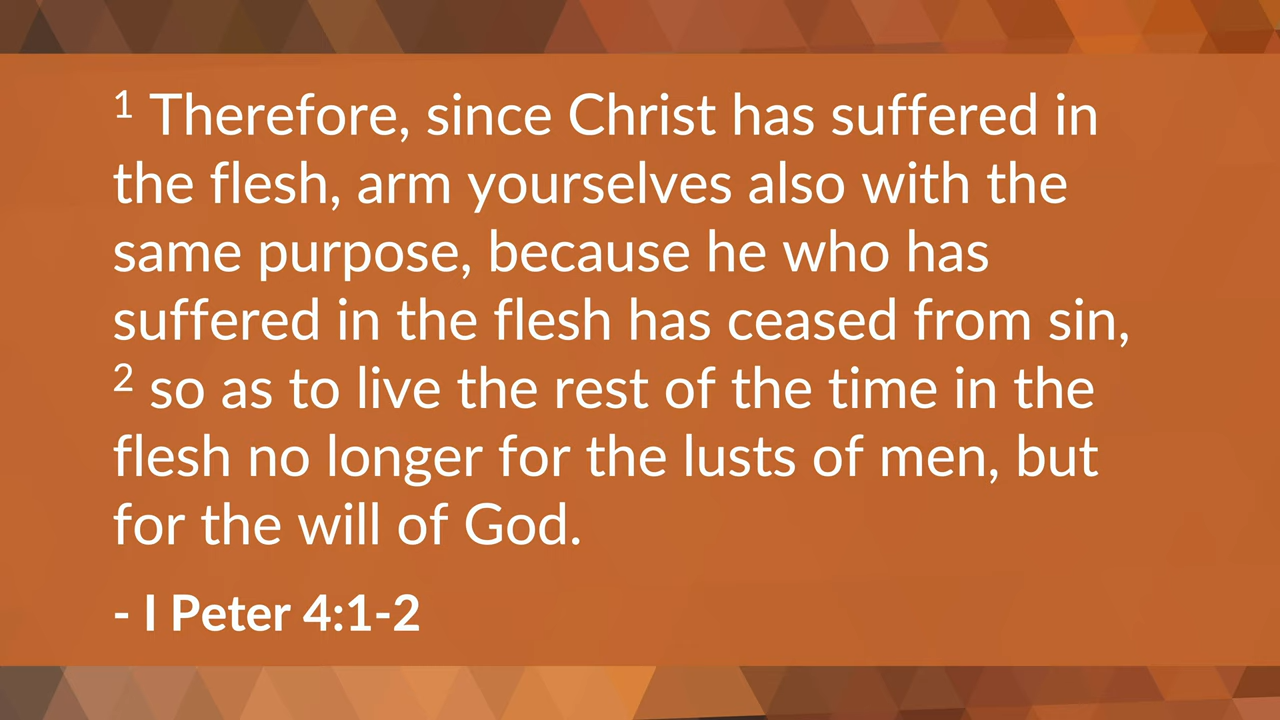 1 Therefore, since Christ has suffered in
the flesh, arm yourselves also with the
same purpose, because he who has
suffered in the flesh has ceased from sin,
2 so as to live the rest of the time in the
flesh no longer for the lusts of men, but
for the will of God.
- I Peter 4:1-2